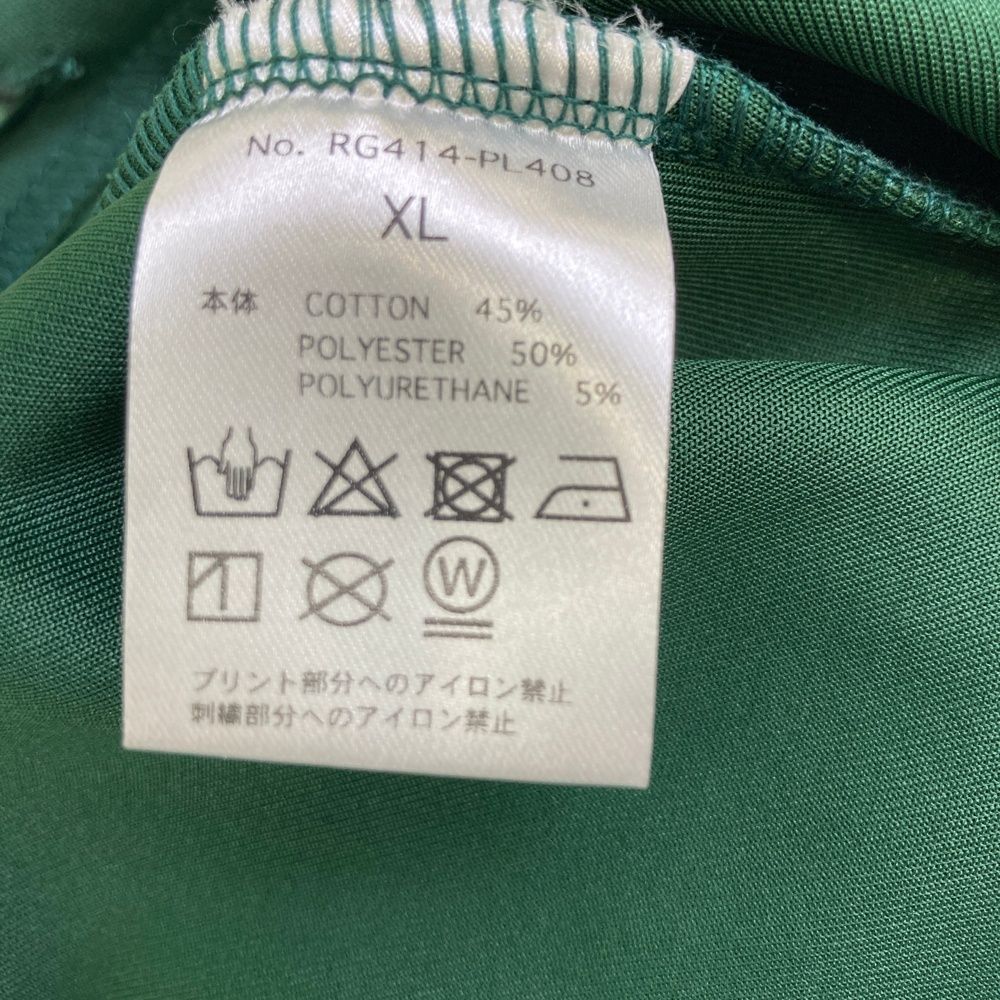 No. RG414-PL408
XL
本体 COTTON 45%
POLYESTER 50%
POLYURETHANE 5%
W
プリント部分へのアイロン禁止
刺繍部分へのアイロン禁止